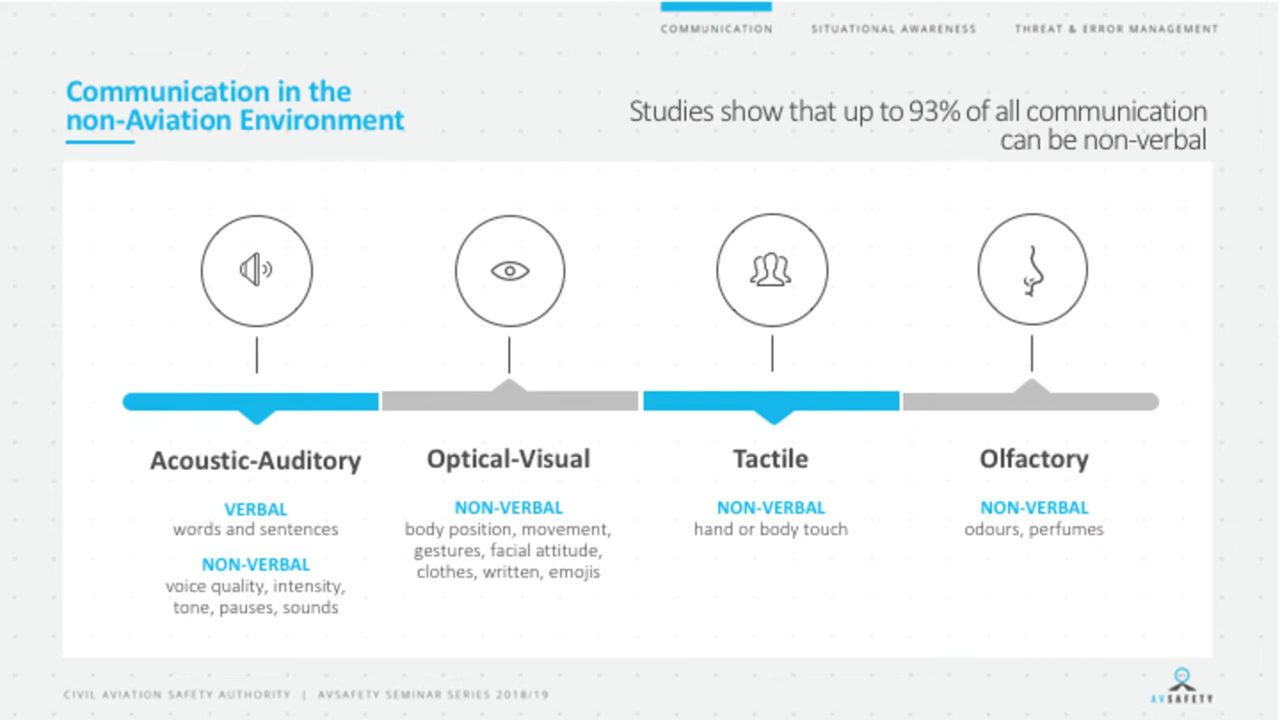 COMMUNICATION SITUATIONAL AWARENESS THREAT & ERROR MANAGEMENT
Communication in the
non-Aviation Environment
Studies show that up to 93% of all communication
can be non-verbal
Acoustic-Auditory
VERBAL
words and sentences
NON-VERBAL
voice quality, intensity,
tone, pauses, sounds
Optical-Visual
NON-VERBAL
body position, movement,
gestures, facial attitude,
clothes, written, emojis
Tactile
NON-VERBAL
hand or body touch
Olfactory
NON-VERBAL
odours, perfumes
CIVIL AVIATION SAFETY AUTHORITY | AVSAFETY SEMINAR SERIES 2018/19
AVSAFETY